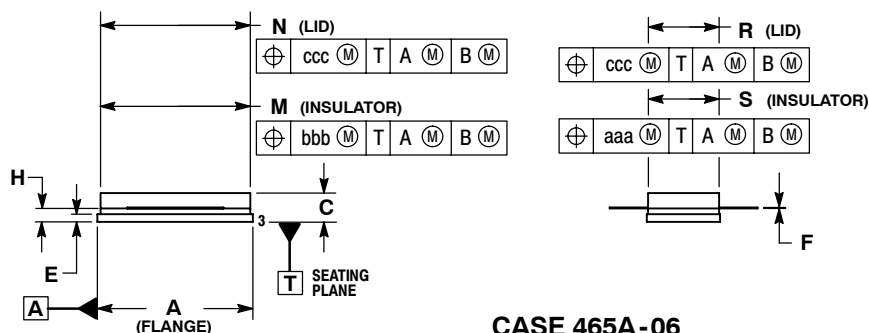 N (LID)
⌖ ccc Ⓜ T A Ⓜ B Ⓜ
M (INSULATOR)
⌖ bbb Ⓜ T A Ⓜ B Ⓜ
H
C
3
E
T SEATING
PLANE
A
A
(FLANGE)
R (LID)
⌖ ccc Ⓜ T A Ⓜ B Ⓜ
S (INSULATOR)
⌖ aaa Ⓜ T A Ⓜ B Ⓜ
F
CASE 465A-06